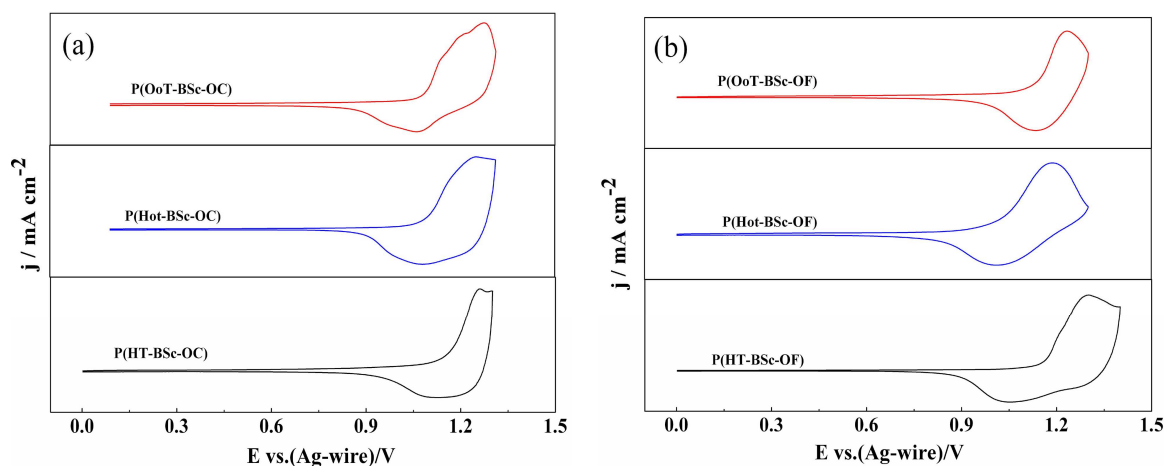 (a)
P(OoT-BSc-OC)
P(Hot-BSc-OC)
P(HT-BSc-OC)
j / mA cm-2
0.0 0.3 0.6 0.9 1.2 1.5
E vs.(Ag-wire)/V
(b)
P(OoT-BSc-OF)
P(Hot-BSc-OF)
P(HT-BSc-OF)
j / mA cm-2
0.0 0.3 0.6 0.9 1.2 1.5
E vs.(Ag-wire)/V